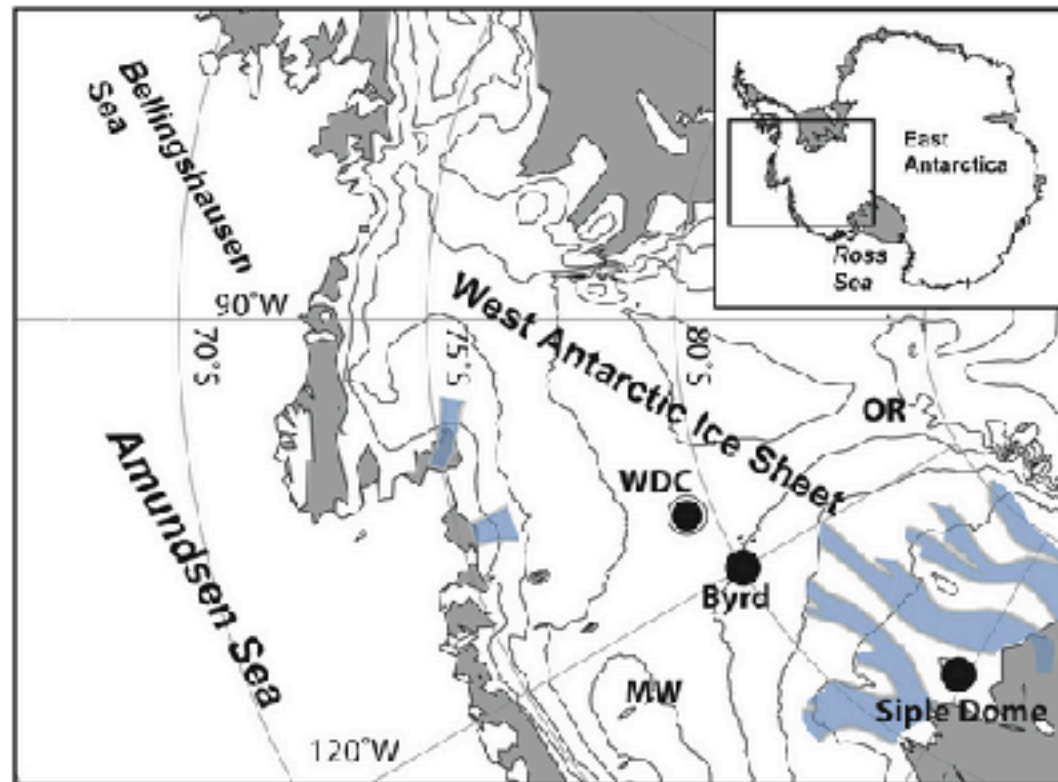 Bellingshausen
Sea
East
Antarctica
Ross
Sea
90°W
70°S
75°S
West Antarctic Ice Sheet
80°S
OR
Amundsen Sea
WDC
Byrd
MW
Siple Dome
120°W